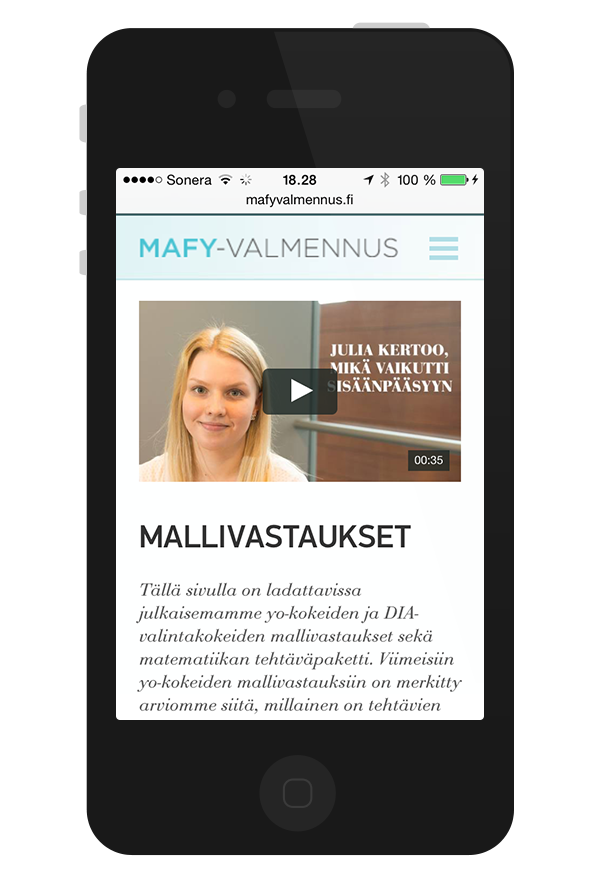 Sonera 18.28 100 %
mafyvalmennus.fi
MAFY-VALMENNUS
JULIA KERTOO,
MIKÄ VAIKUTTI
SISÄÄNPÄÄSYYN
00:35
MALLIVASTAUKSET
Tällä sivulla on ladattavissa
julkaisemamme yo-kokeiden ja DIA-
valintakokeiden mallivastaukset sekä
matematiikan tehtäväpaketti. Viimeisiin
yo-kokeiden mallivastauksiin on merkitty
arviomme siitä, millainen on tehtävien